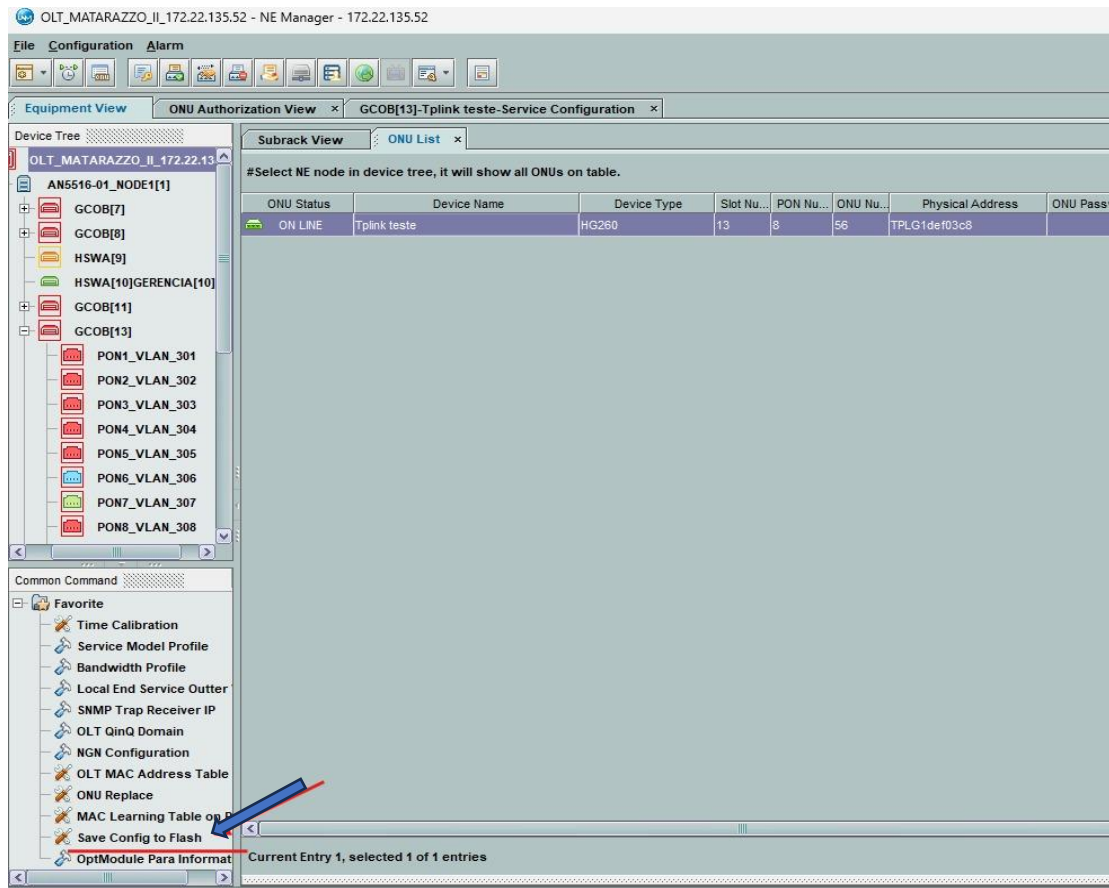 OLT_MATARAZZO_II_172.22.135.52 - NE Manager - 172.22.135.52
File Configuration Alarm
Equipment View ONU Authorization View × GCOB[13]-Tplink teste-Service Configuration ×
Device Tree
OLT_MATARAZZO_II_172.22.13
AN5516-01_NODE1[1]
GCOB[7]
GCOB[8]
HSWA[9]
HSWA[10]GERENCIA[10]
GCOB[11]
GCOB[13]
PON1_VLAN_301
PON2_VLAN_302
PON3_VLAN_303
PON4_VLAN_304
PON5_VLAN_305
PON6_VLAN_306
PON7_VLAN_307
PON8_VLAN_308
Common Command
Favorite
Time Calibration
Service Model Profile
Bandwidth Profile
Local End Service Outter
SNMP Trap Receiver IP
OLT QinQ Domain
NGN Configuration
OLT MAC Address Table
ONU Replace
MAC Learning Table on
Save Config to Flash
OptModule Para Informat
Subrack View ONU List ×
#Select NE node in device tree, it will show all ONUs on table.
ONU Status Device Name Device Type Slot Nu... PON Nu... ONU Nu... Physical Address ONU Pass
ON LINE Tplink teste HG260 13 8 56 TPLG1def03c8
Current Entry 1, selected 1 of 1 entries